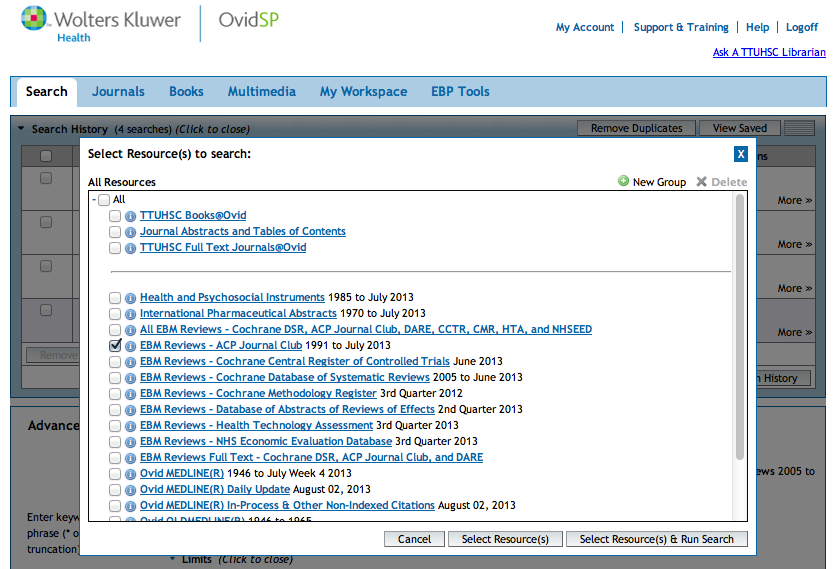 Wolters Kluwer
Health
OvidSP
My Account | Support & Training | Help | Logoff
Ask A TTUHSC Librarian
Search Journals Books Multimedia My Workspace EBP Tools
Search History (4 searches) (Click to close)
Remove Duplicates View Saved
Select Resource(s) to search:
X
ns
All Resources
New Group Delete
- All
TTUHSC Books@Ovid
More »
Journal Abstracts and Tables of Contents
TTUHSC Full Text Journals@Ovid
More »
Health and Psychosocial Instruments 1985 to July 2013
More »
International Pharmaceutical Abstracts 1970 to July 2013
All EBM Reviews - Cochrane DSR, ACP Journal Club, DARE, CCTR, CMR, HTA, and NHSEED
More »
EBM Reviews - ACP Journal Club 1991 to July 2013
Remove
EBM Reviews - Cochrane Central Register of Controlled Trials June 2013
EBM Reviews - Cochrane Database of Systematic Reviews 2005 to June 2013
h History
EBM Reviews - Cochrane Methodology Register 3rd Quarter 2012
EBM Reviews - Database of Abstracts of Reviews of Effects 2nd Quarter 2013
EBM Reviews - Health Technology Assessment 3rd Quarter 2013
Advance
EBM Reviews - NHS Economic Evaluation Database 3rd Quarter 2013
EBM Reviews Full Text - Cochrane DSR, ACP Journal Club, and DARE
Ovid MEDLINE(R) 1946 to July Week 4 2013
ews 2005 to
Ovid MEDLINE(R) Daily Update August 02, 2013
Ovid MEDLINE(R) In-Process & Other Non-Indexed Citations August 02, 2013
Ovid OLDMEDLINE(R) 1946 to 1965
Enter keyw
phrase (* o
truncation)
Cancel Select Resource(s) Select Resource(s) & Run Search
Limits (Click to close)